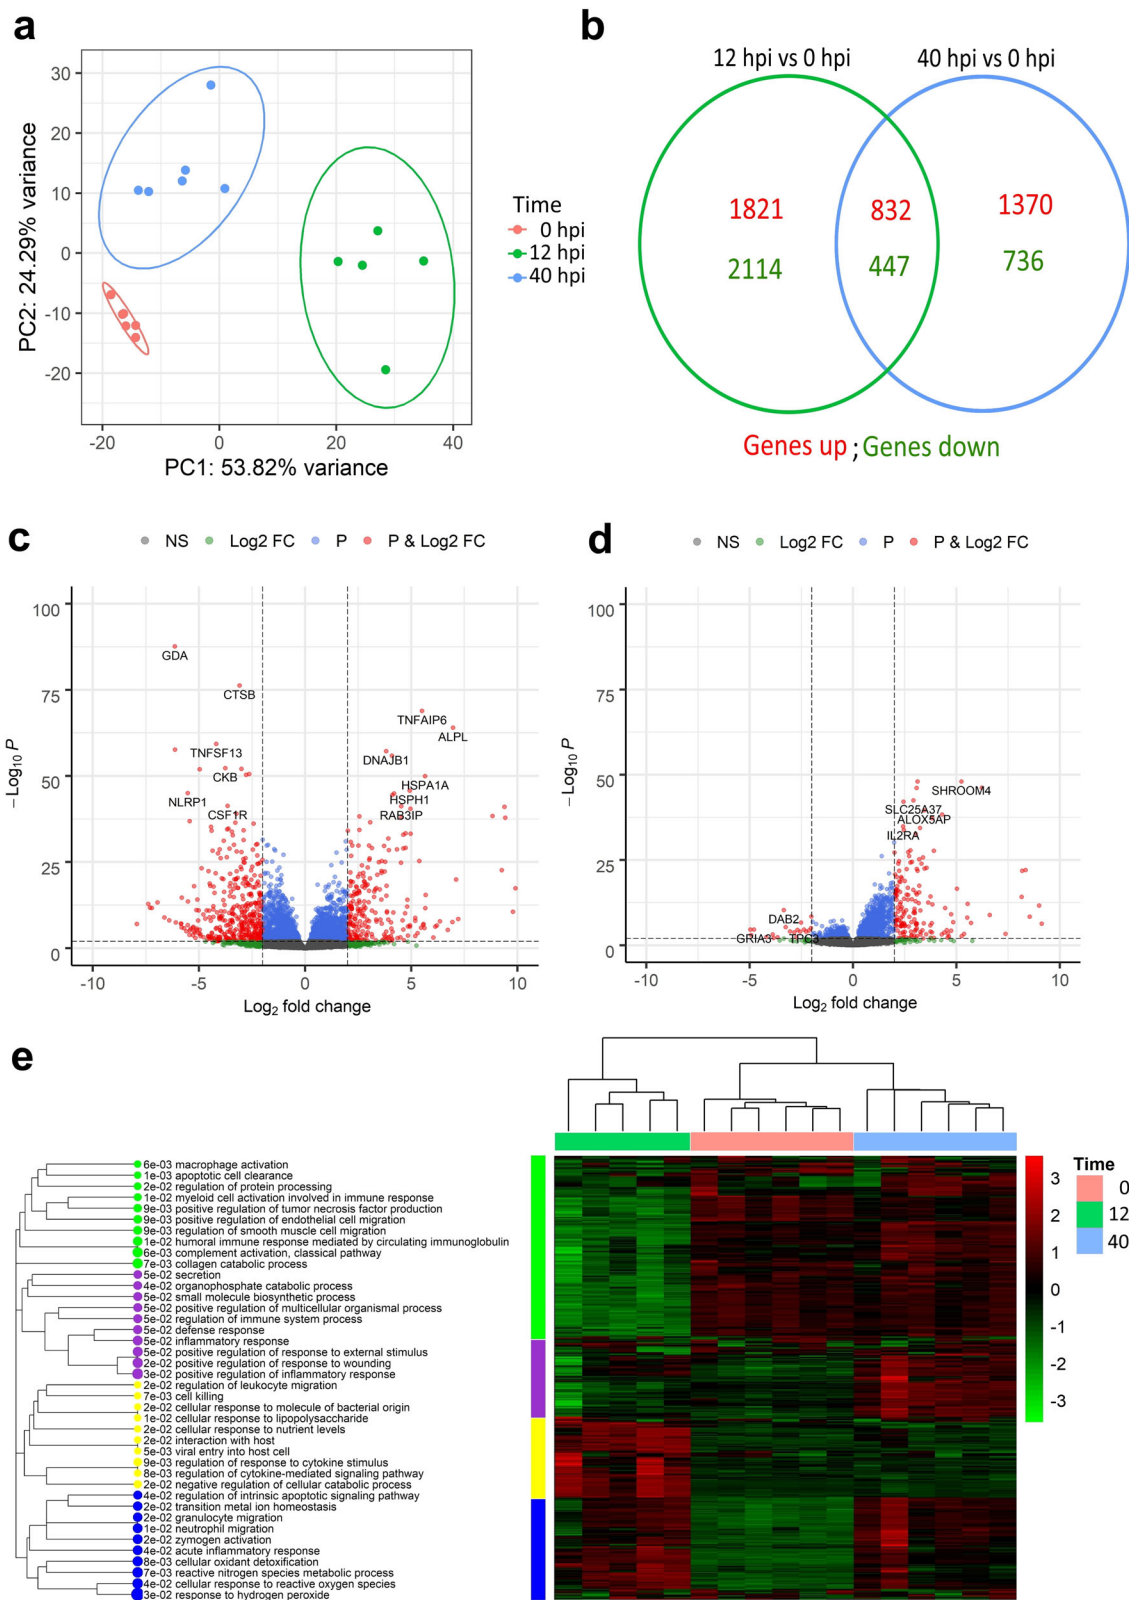 a
30
20
10
0
-10
-20
-20
0
20
40
PC2: 24.29% variance
PC1: 53.82% variance
Time
0 hpi
12 hpi
40 hpi
b
12 hpi vs 0 hpi
40 hpi vs 0 hpi
1821
832
1370
2114
447
736
Genes up ; Genes down
c
NS
Log2 FC
P
P & Log2 FC
100
75
50
25
0
-10
-5
0
5
10
−Log10 P
Log2 fold change
GDA
CTSB
TNFAIP6
ALPL
TNFSF13
DNAJB1
CKB
HSPA1A
NLRP1
HSPH1
CSF1R
RAB3IP
d
NS
Log2 FC
P
P & Log2 FC
100
75
50
25
0
-10
-5
0
5
10
−Log10 P
Log2 fold change
SHROOM4
SLC25A37
ALOX5AP
IL2RA
DAB2
GRIA3
TPC3
e
6e-03 macrophage activation
1e-03 apoptotic cell clearance
2e-02 regulation of protein processing
1e-02 myeloid cell activation involved in immune response
9e-03 positive regulation of tumor necrosis factor production
9e-03 positive regulation of endothelial cell migration
9e-03 regulation of smooth muscle cell migration
1e-02 humoral immune response mediated by circulating immunoglobulin
6e-03 complement activation, classical pathway
7e-03 collagen catabolic process
5e-02 secretion
4e-02 organophosphate catabolic process
5e-02 small molecule biosynthetic process
5e-02 positive regulation of multicellular organismal process
5e-02 regulation of immune system process
5e-02 defense response
5e-02 inflammatory response
5e-02 positive regulation of response to external stimulus
2e-02 positive regulation of response to wounding
3e-02 positive regulation of inflammatory response
2e-02 regulation of leukocyte migration
7e-03 cell killing
2e-02 cellular response to molecule of bacterial origin
1e-02 cellular response to lipopolysaccharide
2e-02 cellular response to nutrient levels
2e-02 interaction with host
5e-03 viral entry into host cell
9e-03 regulation of response to cytokine stimulus
8e-03 regulation of cytokine-mediated signaling pathway
2e-02 negative regulation of cellular catabolic process
4e-02 regulation of intrinsic apoptotic signaling pathway
2e-02 transition metal ion homeostasis
2e-02 granulocyte migration
1e-02 neutrophil migration
2e-02 zymogen activation
4e-02 acute inflammatory response
8e-03 cellular oxidant detoxification
7e-03 reactive nitrogen species metabolic process
4e-02 cellular response to reactive oxygen species
3e-02 response to hydrogen peroxide
3
2
1
0
-1
-2
-3
Time
0
12
40